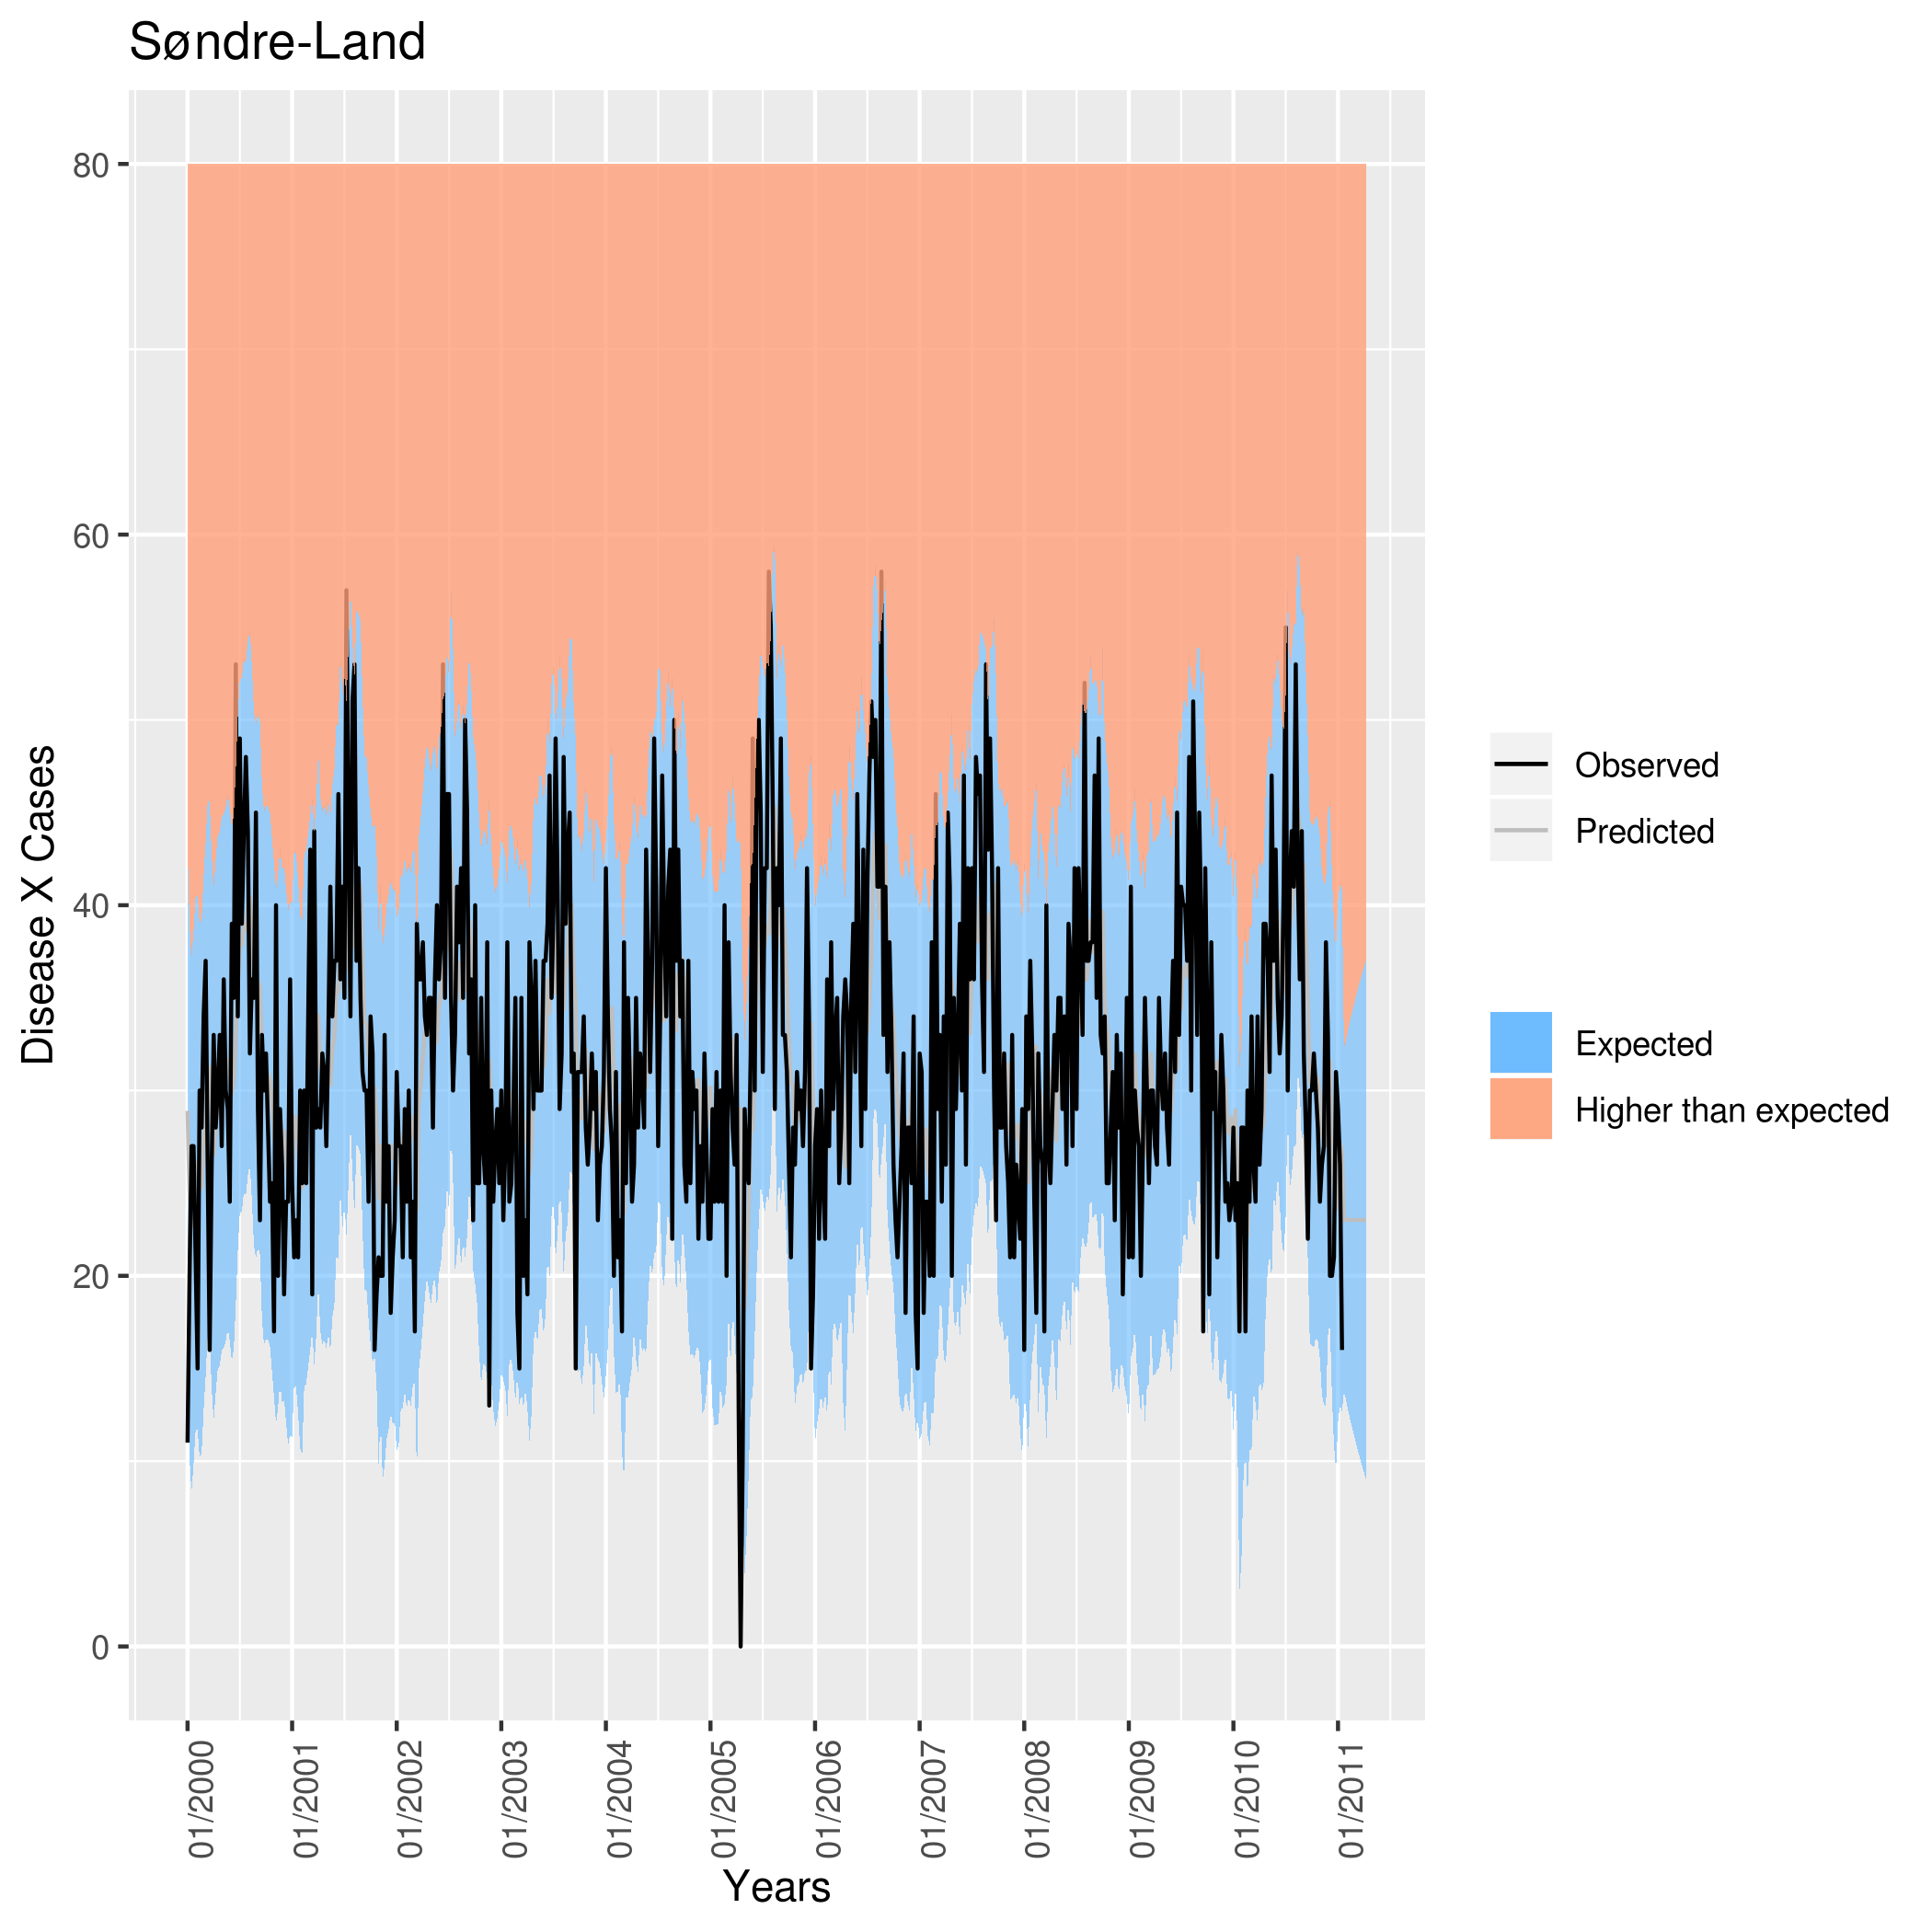 Søndre-Land
80
60
40
20
0
Disease X Cases
01/2000
01/2001
01/2002
01/2003
01/2004
01/2005
01/2006
01/2007
01/2008
01/2009
01/2010
01/2011
Years
Observed
Predicted
Expected
Higher than expected